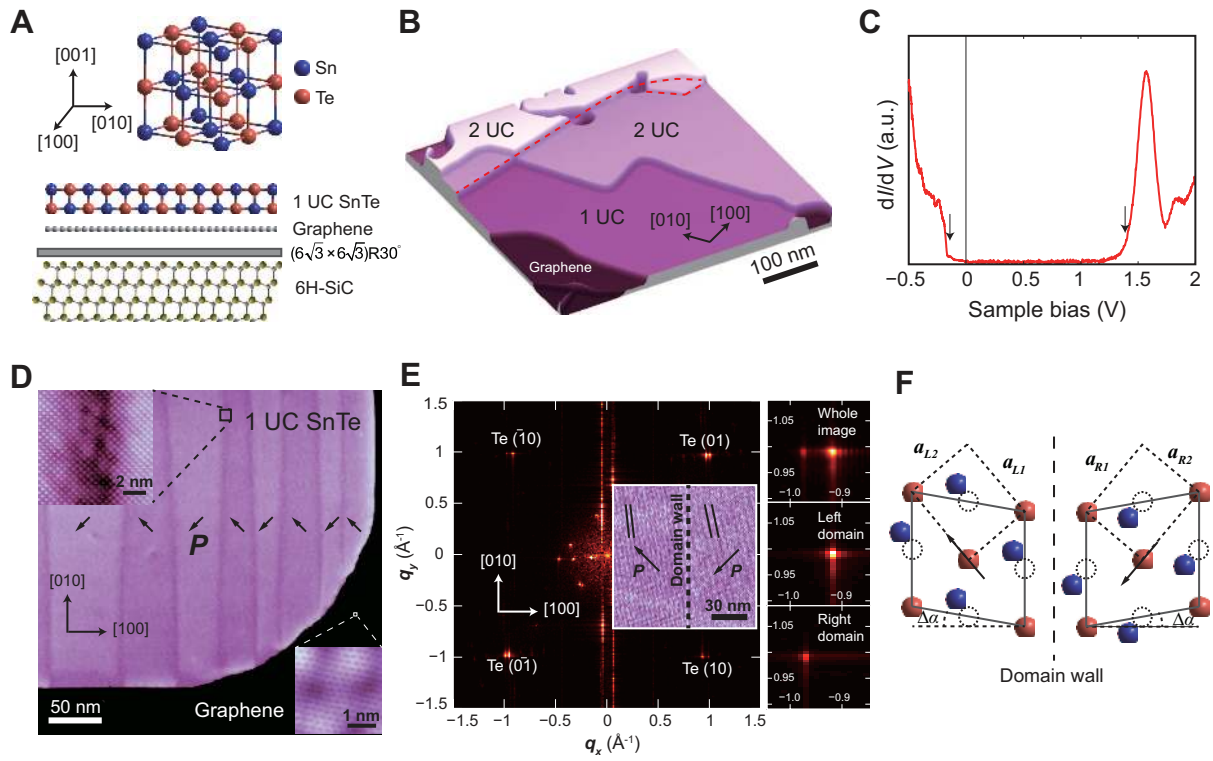 A
[001]
[010]
[100]
Sn
Te
1 UC SnTe
Graphene
(6√3×6√3)R30°
6H-SiC
B
2 UC
2 UC
1 UC
[010]
[100]
Graphene
100 nm
C
dI/dV (a.u.)
−0.5 0 0.5 1 1.5 2
Sample bias (V)
D
1 UC SnTe
2 nm
P
[010]
[100]
50 nm
Graphene
1 nm
E
1.5
1
0.5
0
−0.5
−1
−1.5
q_y (Å⁻¹)
Te (1̄0)
Te (01)
[010]
[100]
P
Domain wall
P
30 nm
Te (01̄)
Te (10)
−1.5 −1 −0.5 0 0.5 1 1.5
q_x (Å⁻¹)
Whole
image
1.05
0.95
-1.0 -0.9
Left
domain
1.05
0.95
-1.0 -0.9
Right
domain
1.05
0.95
-1.0 -0.9
F
a_L2
a_L1
a_R1
a_R2
Δα
Δα
Domain wall